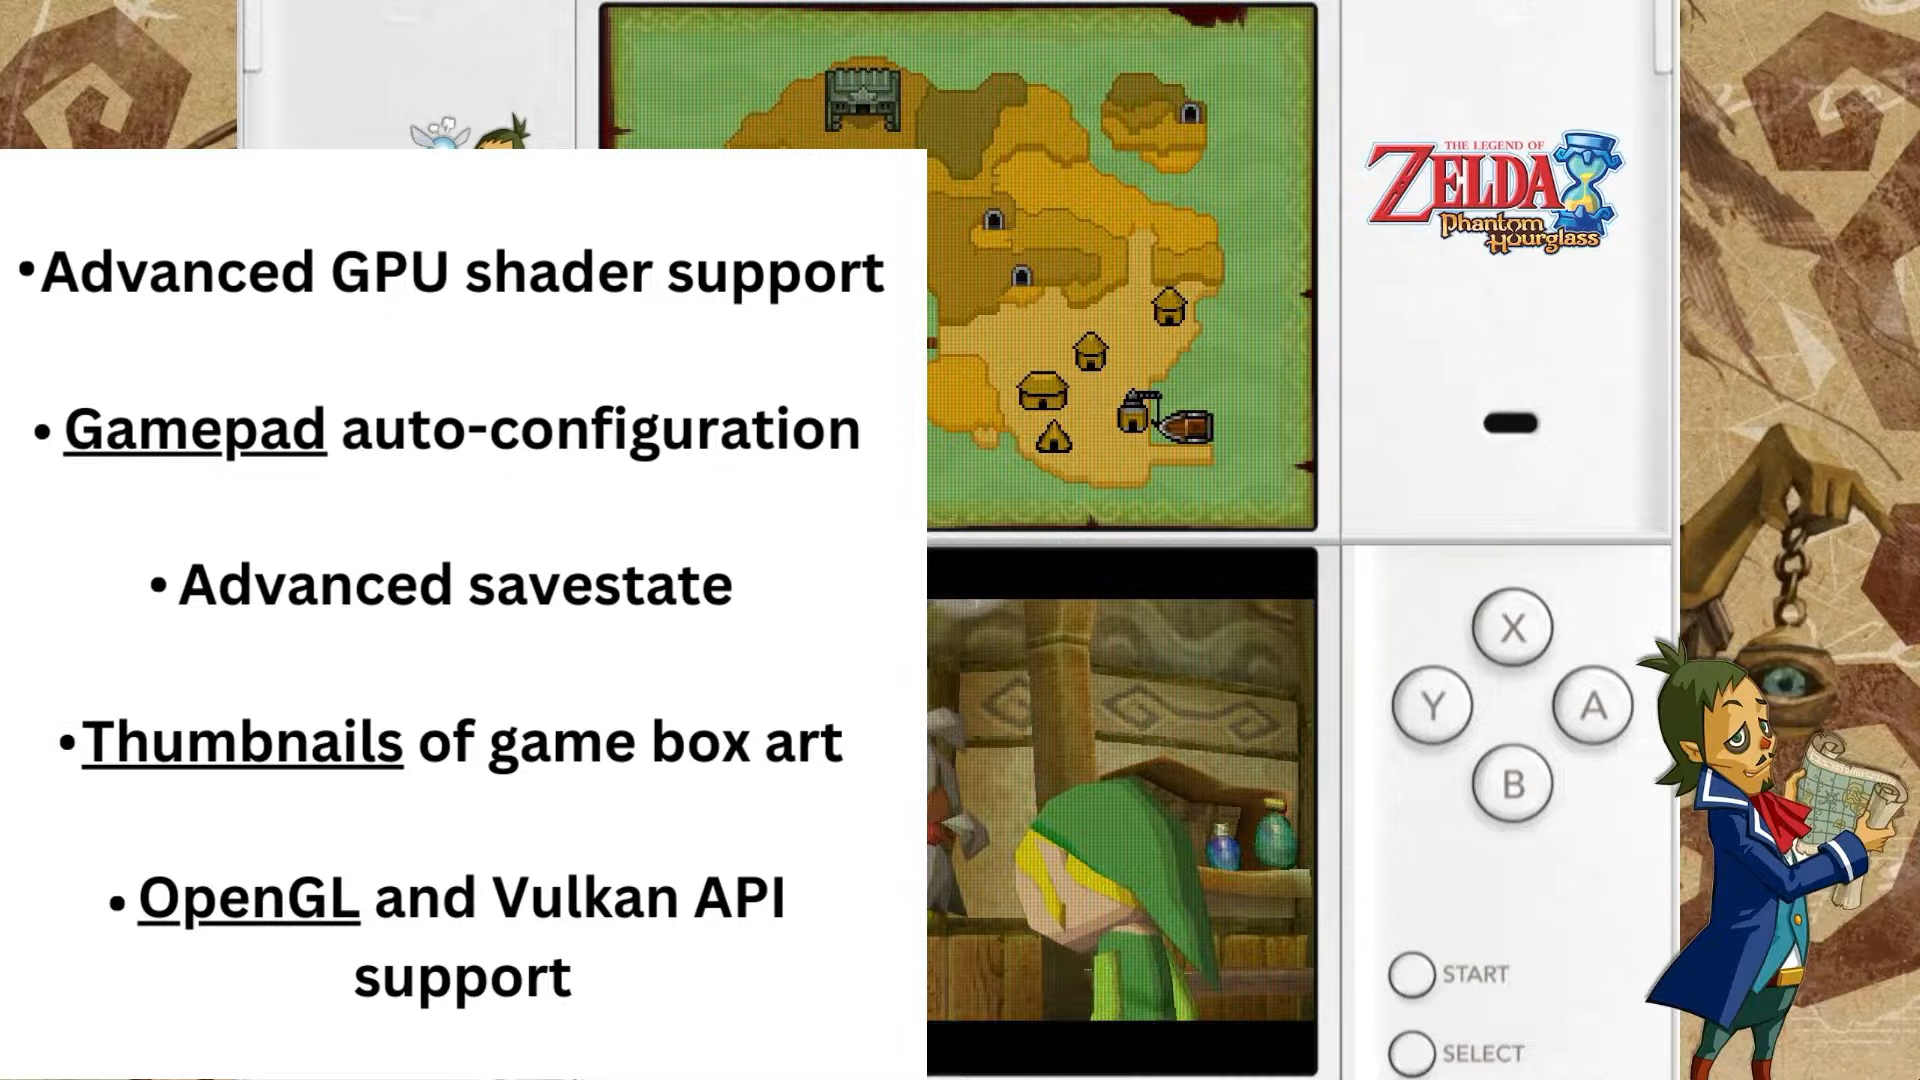 •Advanced GPU shader support
• Gamepad auto-configuration
• Advanced savestate
•Thumbnails of game box art
• OpenGL and Vulkan API
support
THE LEGEND OF
ZELDA
Phantom
Hourglass
X
Y
A
B
START
SELECT